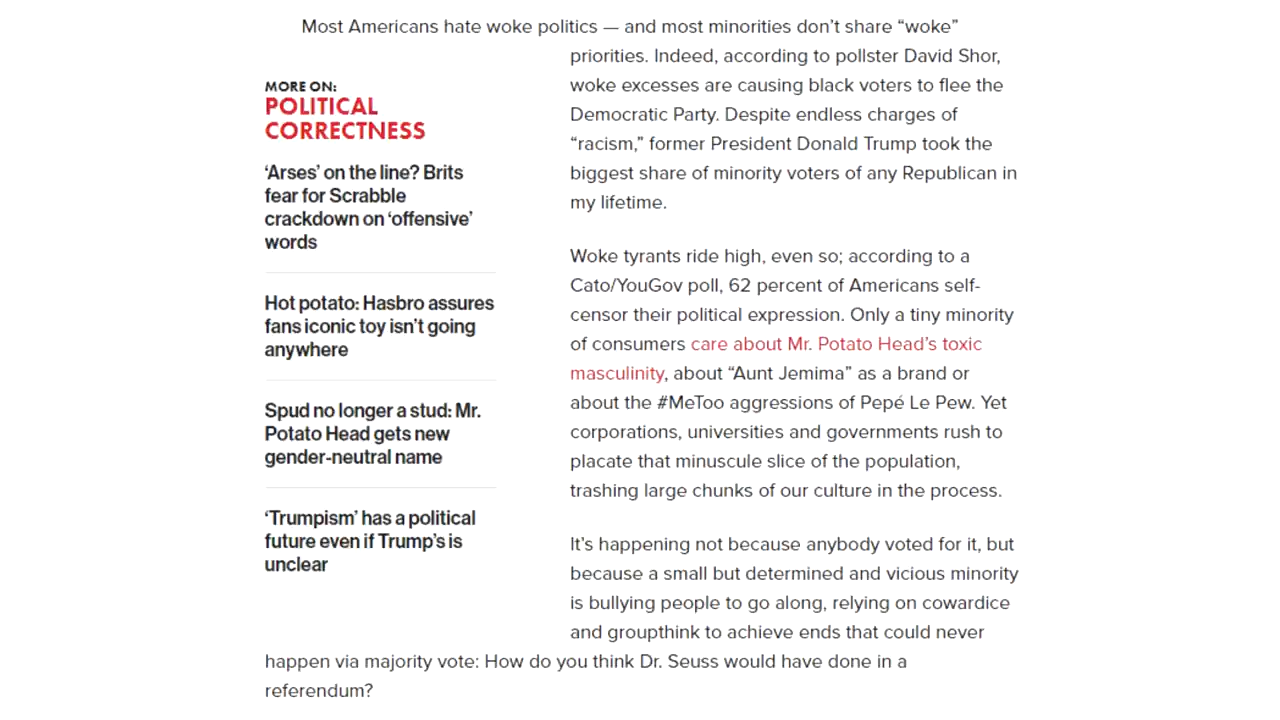 Most Americans hate woke politics — and most minorities don’t share “woke”
priorities. Indeed, according to pollster David Shor,
woke excesses are causing black voters to flee the
Democratic Party. Despite endless charges of
“racism,” former President Donald Trump took the
biggest share of minority voters of any Republican in
my lifetime.
MORE ON:
POLITICAL
CORRECTNESS
‘Arses’ on the line? Brits
fear for Scrabble
crackdown on ‘offensive’
words
Hot potato: Hasbro assures
fans iconic toy isn’t going
anywhere
Spud no longer a stud: Mr.
Potato Head gets new
gender-neutral name
‘Trumpism’ has a political
future even if Trump’s is
unclear
Woke tyrants ride high, even so; according to a
Cato/YouGov poll, 62 percent of Americans self-
censor their political expression. Only a tiny minority
of consumers care about Mr. Potato Head’s toxic
masculinity, about “Aunt Jemima” as a brand or
about the #MeToo aggressions of Pepé Le Pew. Yet
corporations, universities and governments rush to
placate that minuscule slice of the population,
trashing large chunks of our culture in the process.
It’s happening not because anybody voted for it, but
because a small but determined and vicious minority
is bullying people to go along, relying on cowardice
and groupthink to achieve ends that could never
happen via majority vote: How do you think Dr. Seuss would have done in a
referendum?